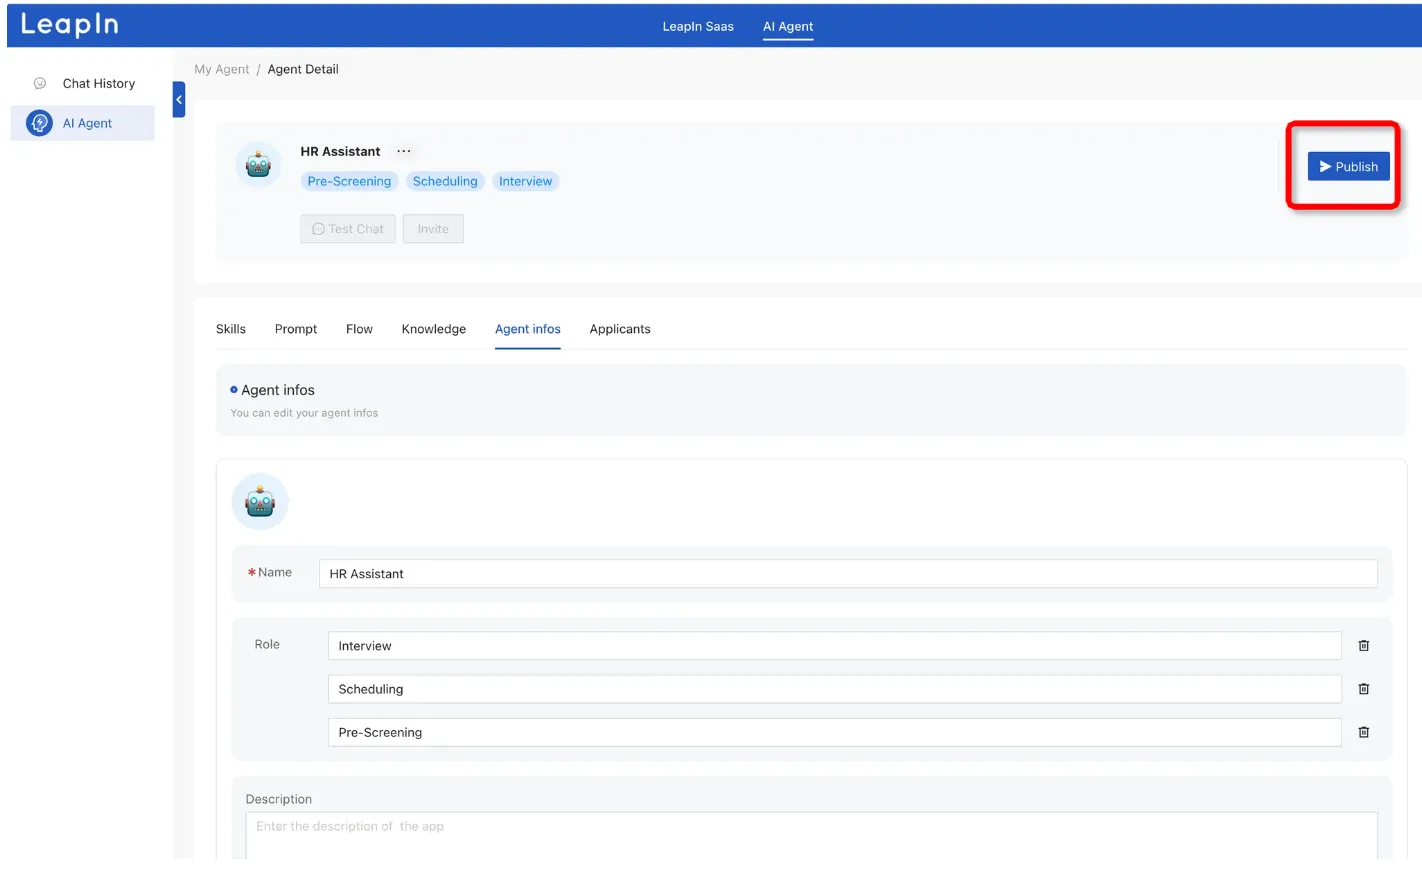 LeapIn
LeapIn Saas
AI Agent
Chat History
AI Agent
My Agent / Agent Detail
HR Assistant ...
Pre-Screening Scheduling Interview
Publish
Test Chat Invite
Skills Prompt Flow Knowledge Agent infos Applicants
Agent infos
You can edit your agent infos
* Name HR Assistant
Role Interview
Scheduling
Pre-Screening
Description
Enter the description of the app